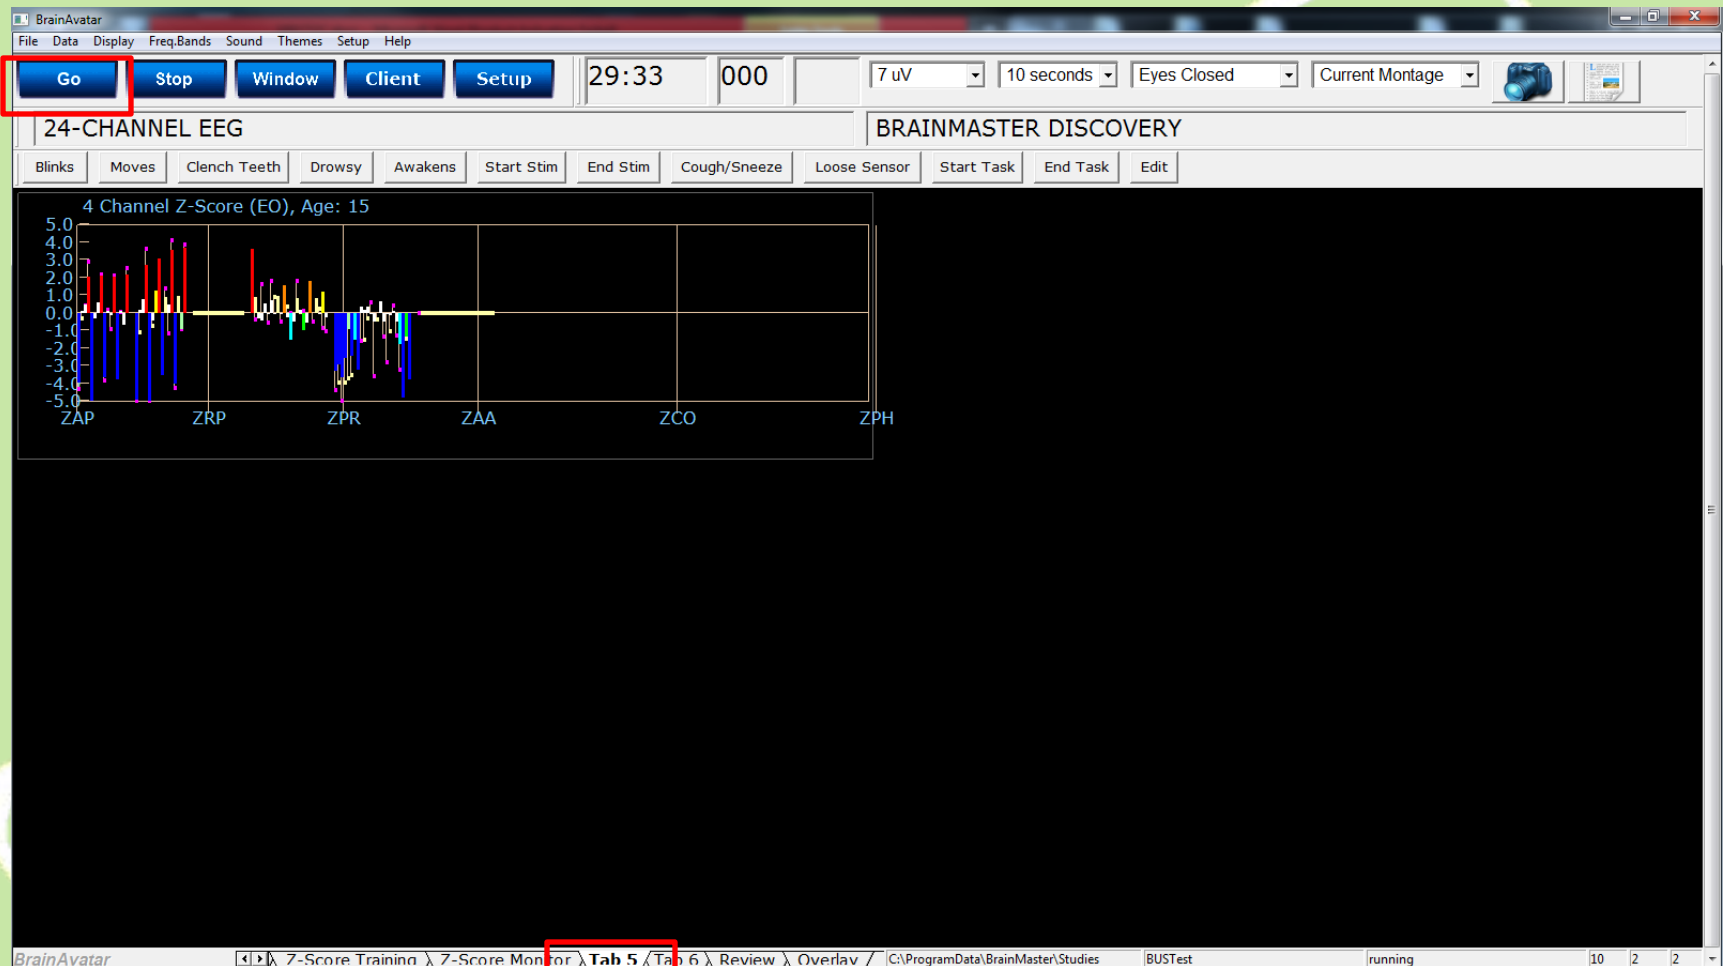 BrainAvatar
File Data Display Freq.Bands Sound Themes Setup Help
Go Stop Window Client Setup 29:33 000 7 uV 10 seconds Eyes Closed Current Montage
24-CHANNEL EEG BRAINMASTER DISCOVERY
Blinks Moves Clench Teeth Drowsy Awakens Start Stim End Stim Cough/Sneeze Loose Sensor Start Task End Task Edit
4 Channel Z-Score (EO), Age: 15
5.0
4.0
3.0
2.0
1.0
0.0
-1.0
-2.0
-3.0
-4.0
-5.0
ZAP ZRP ZPR ZAA ZCO ZPH
BrainAvatar Z-Score Training Z-Score Monitor Tab 5 Tab 6 Review Overlay C:\ProgramData\BrainMaster\Studies BUSTest running 10 2 2